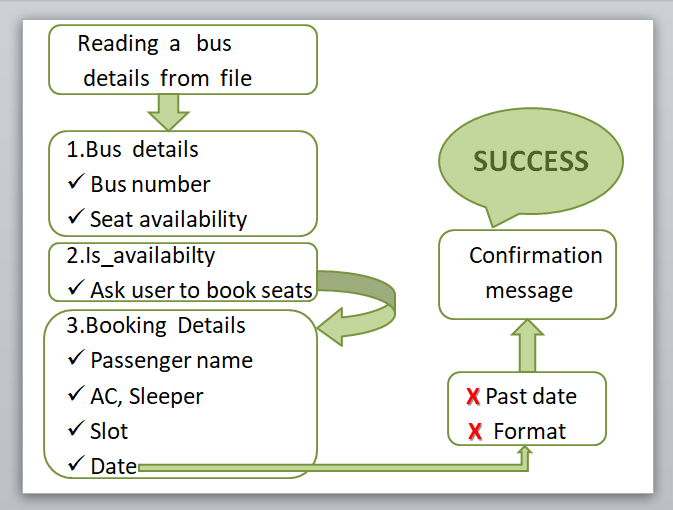 Reading a bus
details from file
1.Bus details
✓ Bus number
✓ Seat availability
2.Is_availabilty
✓ Ask user to book seats
3.Booking Details
✓ Passenger name
✓ AC, Sleeper
✓ Slot
✓ Date
X Past date
X Format
Confirmation
message
SUCCESS